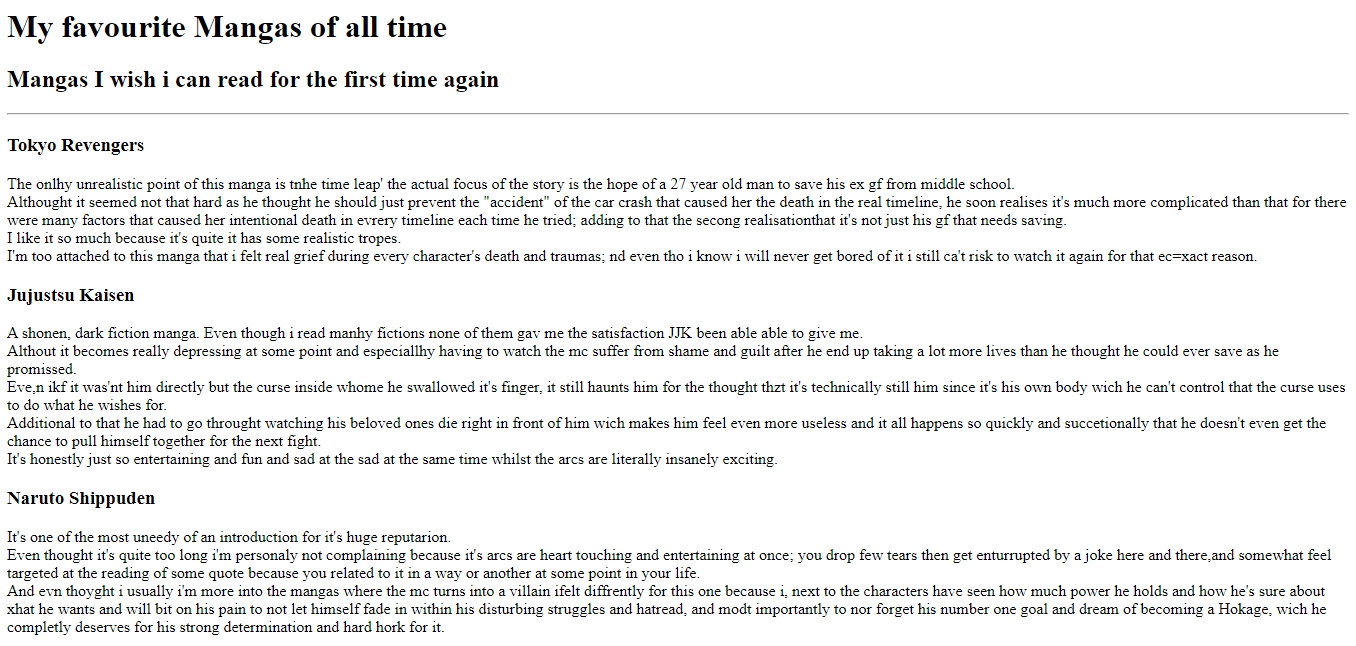 My favourite Mangas of all time
Mangas I wish i can read for the first time again
Tokyo Revengers
The onlhy unrealistic point of this manga is tnhe time leap' the actual focus of the story is the hope of a 27 year old man to save his ex gf from middle school.
Althought it seemed not that hard as he thought he should just prevent the "accident" of the car crash that caused her the death in the real timeline, he soon realises it's much more complicated than that for there
were many factors that caused her intentional death in evrery timeline each time he tried; adding to that the secong realisationthat it's not just his gf that needs saving.
I like it so much because it's quite it has some realistic tropes.
I'm too attached to this manga that i felt real grief during every character's death and traumas; nd even tho i know i will never get bored of it i still ca't risk to watch it again for that ec=xact reason.
Jujustsu Kaisen
A shonen, dark fiction manga. Even though i read manhy fictions none of them gav me the satisfaction JJK been able able to give me.
Althout it becomes really depressing at some point and especiallhy having to watch the mc suffer from shame and guilt after he end up taking a lot more lives than he thought he could ever save as he
promissed.
Eve,n ikf it was'nt him directly but the curse inside whome he swallowed it's finger, it still haunts him for the thought thzt it's technically still him since it's his own body wich he can't control that the curse uses
to do what he wishes for.
Additional to that he had to go throught watching his beloved ones die right in front of him wich makes him feel even more useless and it all happens so quickly and succetionally that he doesn't even get the
chance to pull himself together for the next fight.
It's honestly just so entertaining and fun and sad at the sad at the same time whilst the arcs are literally insanely exciting.
Naruto Shippuden
It's one of the most uneedy of an introduction for it's huge reputarion.
Even thought it's quite too long i'm personaly not complaining because it's arcs are heart touching and entertaining at once; you drop few tears then get enturrupted by a joke here and there,and somewhat feel
targeted at the reading of some quote because you related to it in a way or another at some point in your life.
And evn thoyght i usually i'm more into the mangas where the mc turns into a villain ifelt diffrently for this one because i, next to the characters have seen how much power he holds and how he's sure about
xhat he wants and will bit on his pain to not let himself fade in within his disturbing struggles and hatread, and modt importantly to nor forget his number one goal and dream of becoming a Hokage, wich he
completly deserves for his strong determination and hard hork for it.